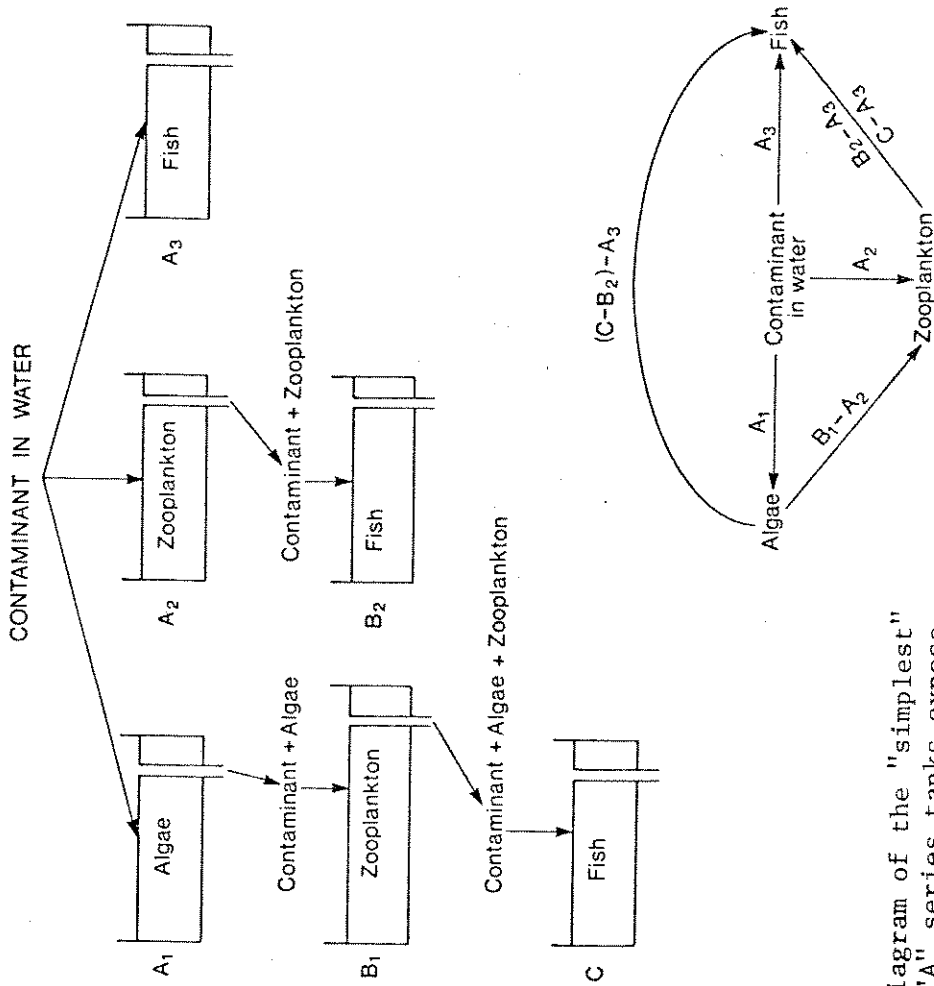 CONTAMINANT IN WATER
Algae
A1
Zooplankton
A2
Fish
A3
Contaminant + Algae
Contaminant + Zooplankton
Zooplankton
B1
Fish
B2
Contaminant + Algae + Zooplankton
Fish
C
(C-B2)-A3
Algae
A1
Contaminant
in water
A3
Fish
A2
B1-A2
B2-A3
C-A3
Zooplankton
iagram of the "simplest"
"A" series tanks expose